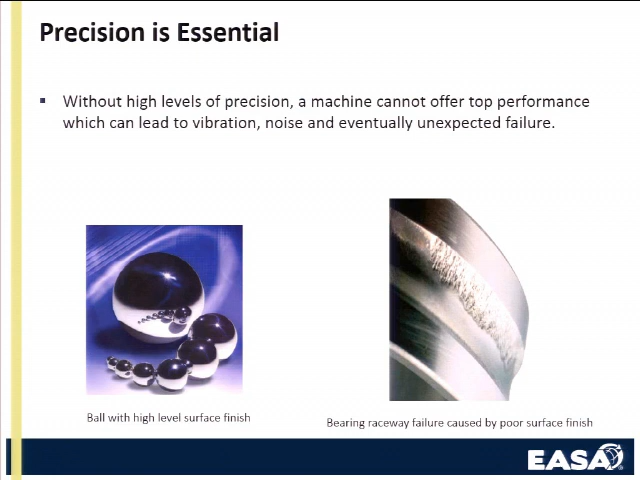 Precision is Essential
▪ Without high levels of precision, a machine cannot offer top performance
which can lead to vibration, noise and eventually unexpected failure.
Ball with high level surface finish
Bearing raceway failure caused by poor surface finish
EASA